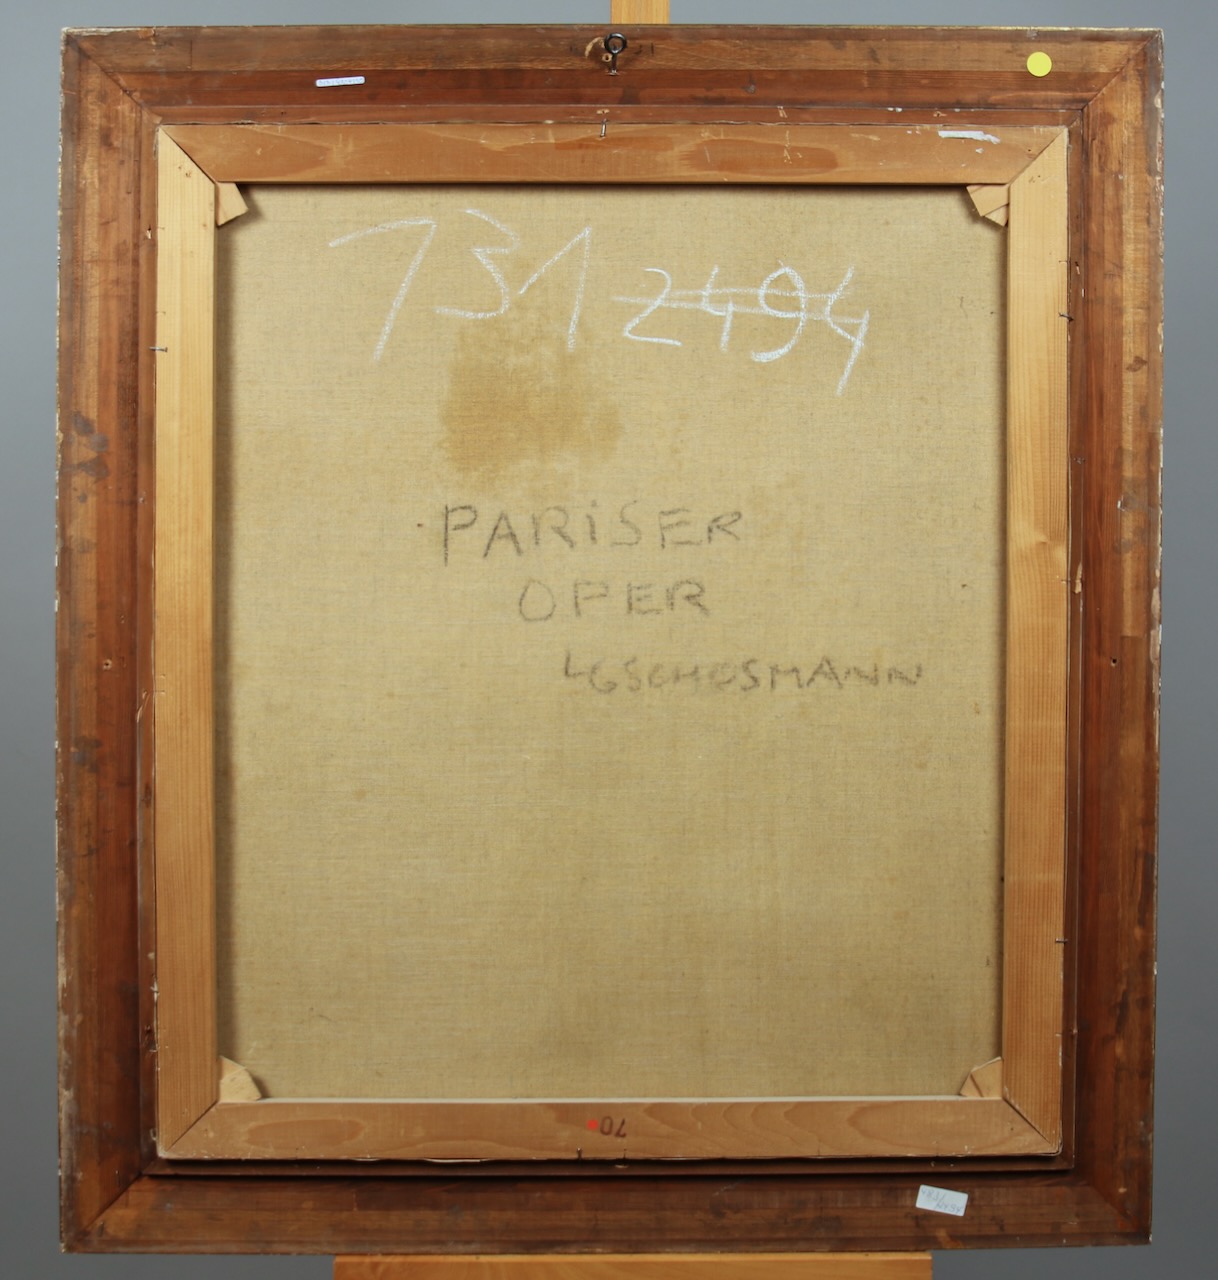 731 2494
PARiSER
OPER
LGSCHOSMANN
70